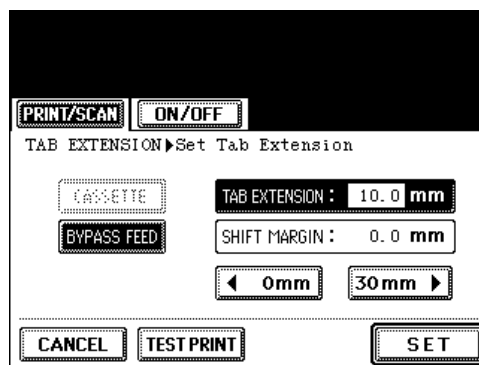 PRINT/SCAN ON/OFF
TAB EXTENSION▶Set Tab Extension
CASSETTE TAB EXTENSION: 10.0 mm
BYPASS FEED SHIFT MARGIN: 0.0 mm
◀ 0mm 30mm ▶
CANCEL TEST PRINT SET